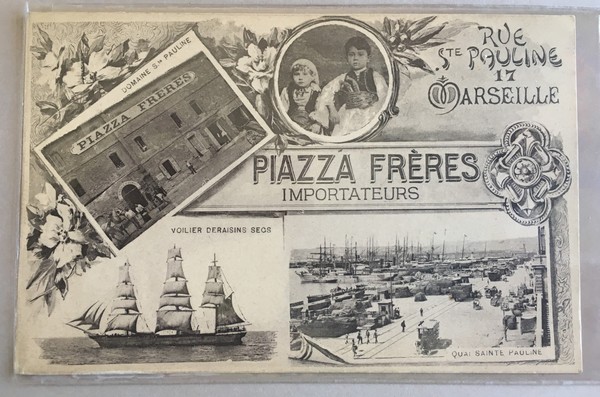 DOMAINE STE PAULINE
PIAZZA FRÈRES
RUE
STE PAULINE
17
MARSEILLE
PIAZZA FRÈRES
IMPORTATEURS
VOILIER DERAISINS SECS
QUAI SAINTE PAULINE